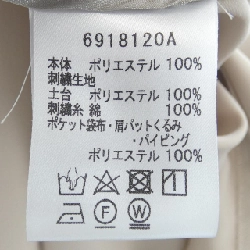 6918120A
本体 ポリエステル 100%
刺繍生地
土台 ポリエステル 100%
刺繍糸 綿 100%
ポケット袋布・肩パットくるみ
・パイピング
ポリエステル 100%
F W